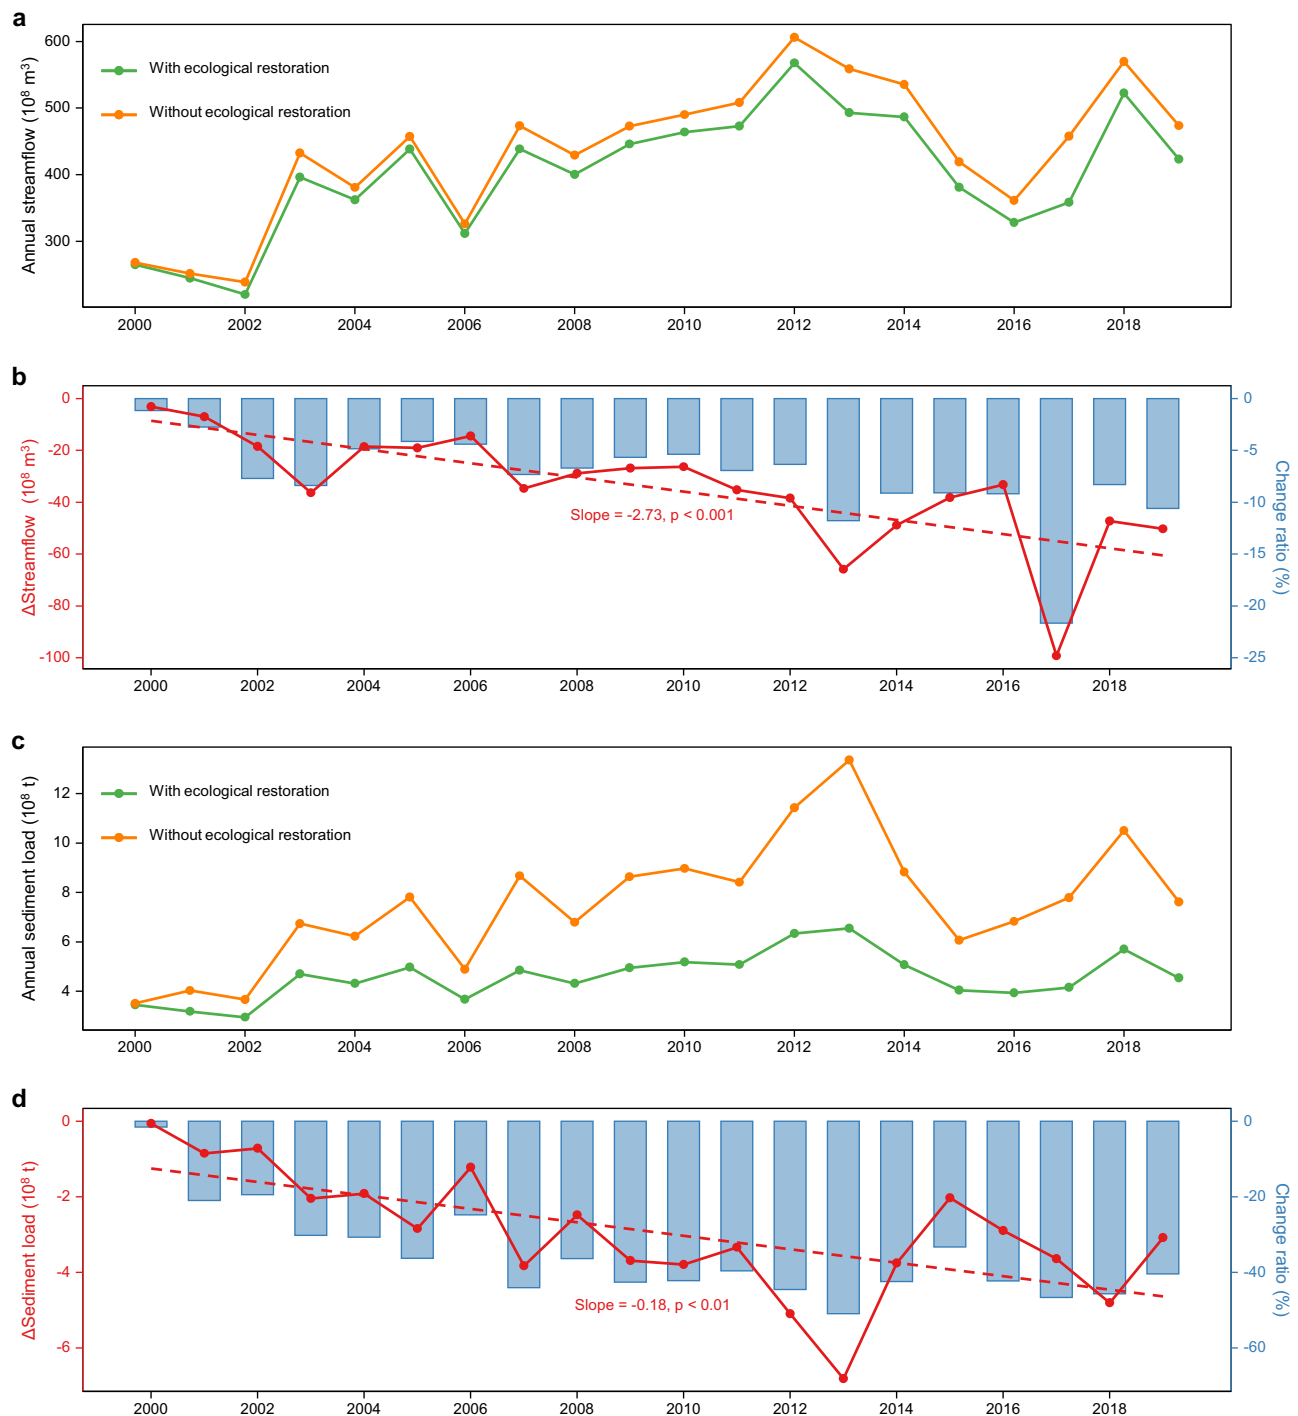 a
Annual streamflow (10⁸ m³)
600
500
400
300
With ecological restoration
Without ecological restoration
2000 2002 2004 2006 2008 2010 2012 2014 2016 2018
b
ΔStreamflow (10⁸ m³)
0
-20
-40
-60
-80
-100
Slope = -2.73, p < 0.001
0
-5
-10
-15
-20
-25
Change ratio (%)
2000 2002 2004 2006 2008 2010 2012 2014 2016 2018
c
Annual sediment load (10⁸ t)
12
10
8
6
4
With ecological restoration
Without ecological restoration
2000 2002 2004 2006 2008 2010 2012 2014 2016 2018
d
ΔSediment load (10⁸ t)
0
-2
-4
-6
Slope = -0.18, p < 0.01
0
-20
-40
-60
Change ratio (%)
2000 2002 2004 2006 2008 2010 2012 2014 2016 2018